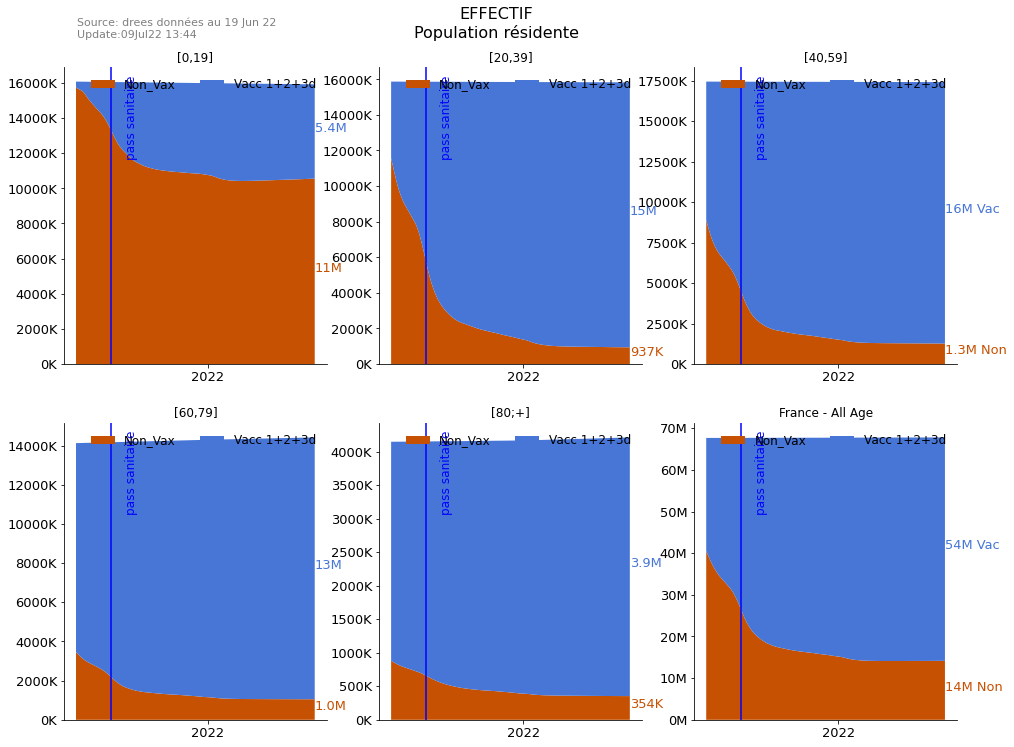 EFFECTIF
Population résidente
Source: drees données au 19 Jun 22
Update:09Jul22 13:44
[0,19]
Non_Vax
Vacc 1+2+3d
pass sanitaire
16000K
14000K
12000K
10000K
8000K
6000K
4000K
2000K
0K
5.4M
11M
2022
[20,39]
Non_Vax
Vacc 1+2+3d
pass sanitaire
16000K
14000K
12000K
10000K
8000K
6000K
4000K
2000K
0K
15M
937K
2022
[40,59]
Non_Vax
Vacc 1+2+3d
pass sanitaire
17500K
15000K
12500K
10000K
7500K
5000K
2500K
0K
16M Vac
1.3M Non
2022
[60,79]
Non_Vax
Vacc 1+2+3d
pass sanitaire
14000K
12000K
10000K
8000K
6000K
4000K
2000K
0K
13M
1.0M
2022
[80;+]
Non_Vax
Vacc 1+2+3d
pass sanitaire
4000K
3500K
3000K
2500K
2000K
1500K
1000K
500K
0K
3.9M
354K
2022
France - All Age
Non_Vax
Vacc 1+2+3d
pass sanitaire
70M
60M
50M
40M
30M
20M
10M
0M
54M Vac
14M Non
2022